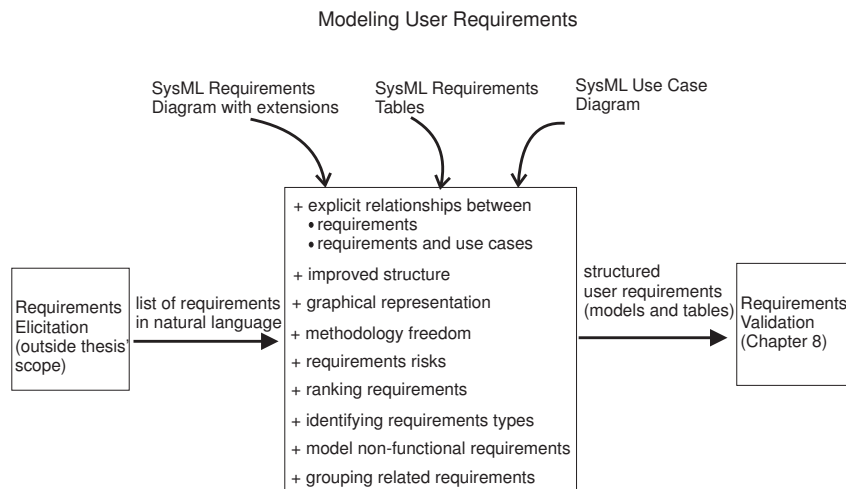 Modeling User Requirements
SysML Requirements
Diagram with extensions
SysML Requirements
Tables
SysML Use Case
Diagram
Requirements
Elicitation
(outside thesis'
scope)
list of requirements
in natural language
+ explicit relationships between
• requirements
• requirements and use cases
+ improved structure
+ graphical representation
+ methodology freedom
+ requirements risks
+ ranking requirements
+ identifying requirements types
+ model non-functional requirements
+ grouping related requirements
structured
user requirements
(models and tables)
Requirements
Validation
(Chapter 8)